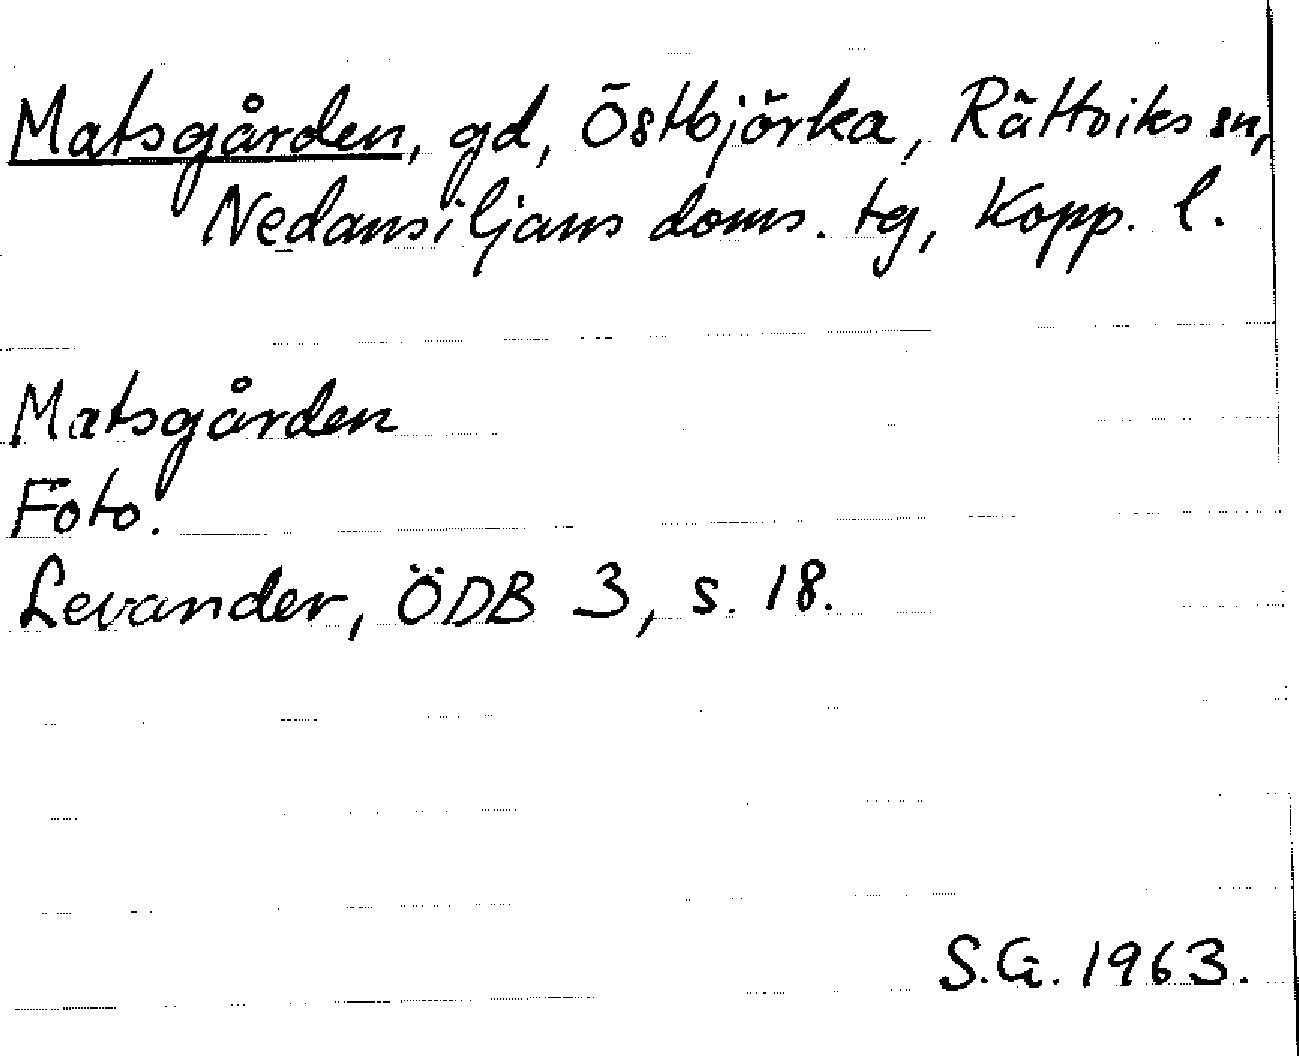 Matsgården, gd, Östbjörka, Rättviks sn,
Nedansiljans doms. tg, Kopp. l.
Matsgården
Foto.
Levander, ÖDB 3, s. 18.
S.G. 1963.